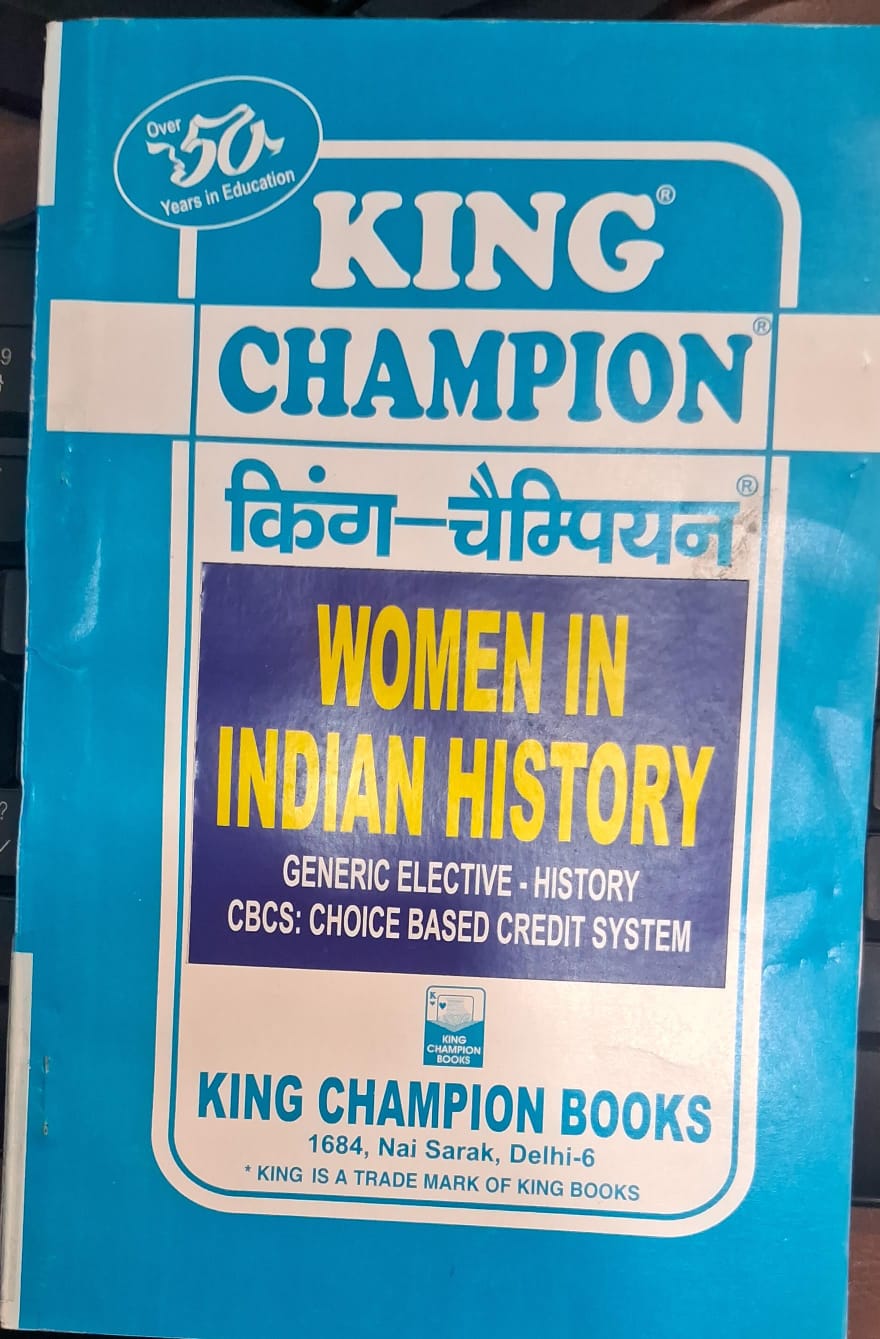 Over
50
Years in Education
KING®
CHAMPION®
किंग-चैम्पियन®
WOMEN IN
INDIAN HISTORY
GENERIC ELECTIVE - HISTORY
CBCS: CHOICE BASED CREDIT SYSTEM
K
KING
CHAMPION
BOOKS
KING CHAMPION BOOKS
1684, Nai Sarak, Delhi-6
* KING IS A TRADE MARK OF KING BOOKS
9
?